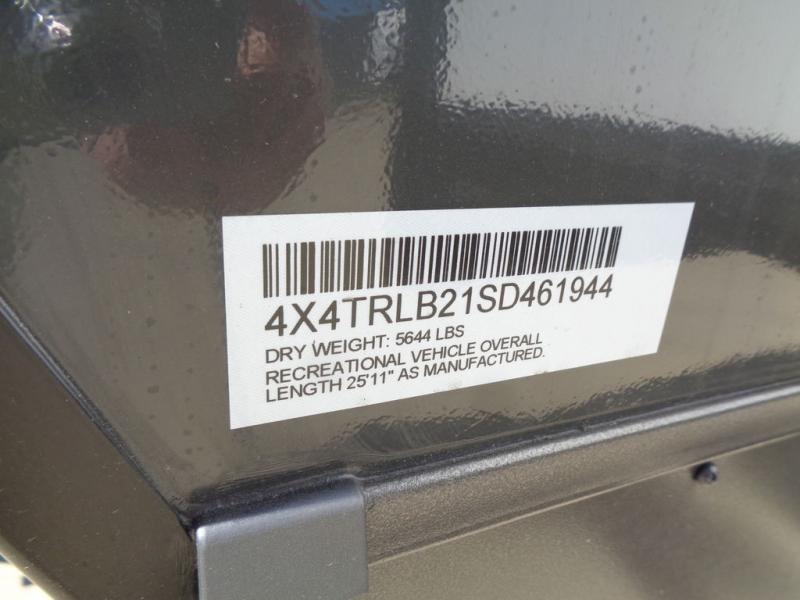 4X4TRLB21SD461944
DRY WEIGHT: 5644 LBS
RECREATIONAL VEHICLE OVERALL
LENGTH 25'11" AS MANUFACTURED.